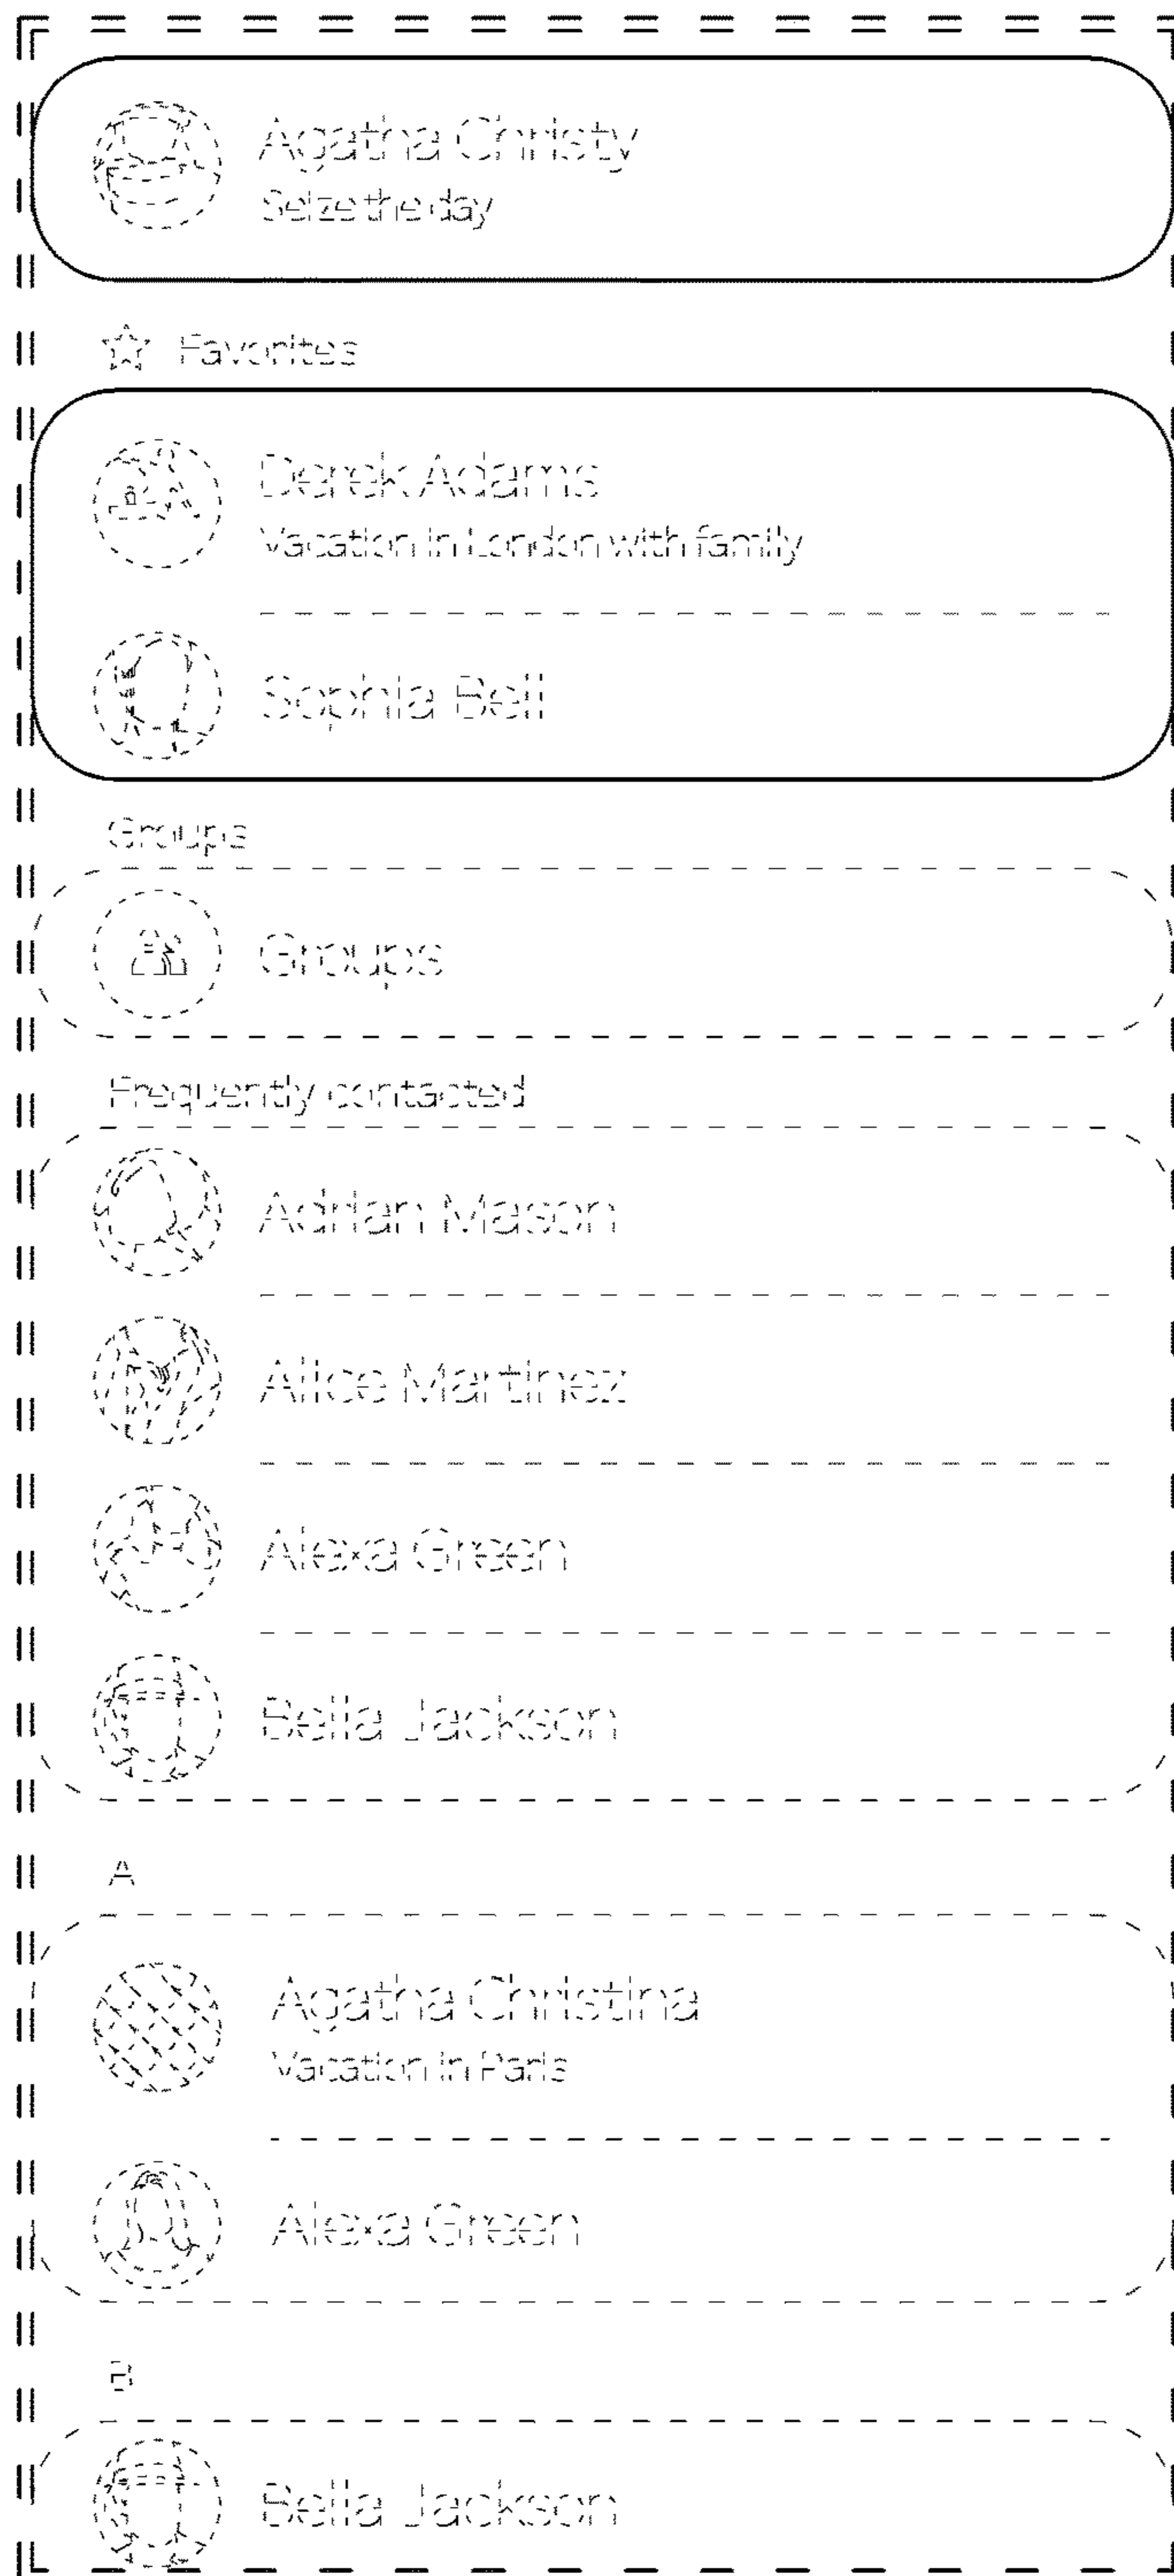 Agatha Christy
Seize the day
Favorites
Derek Adams
Vacation in London with family
Sophia Bell
Groups
Groups
Frequently contacted
Adrian Mason
Alice Martinez
Alexa Green
Bella Jackson
A
Agatha Christina
Vacation in Paris
Alexa Green
B
Bella Jackson